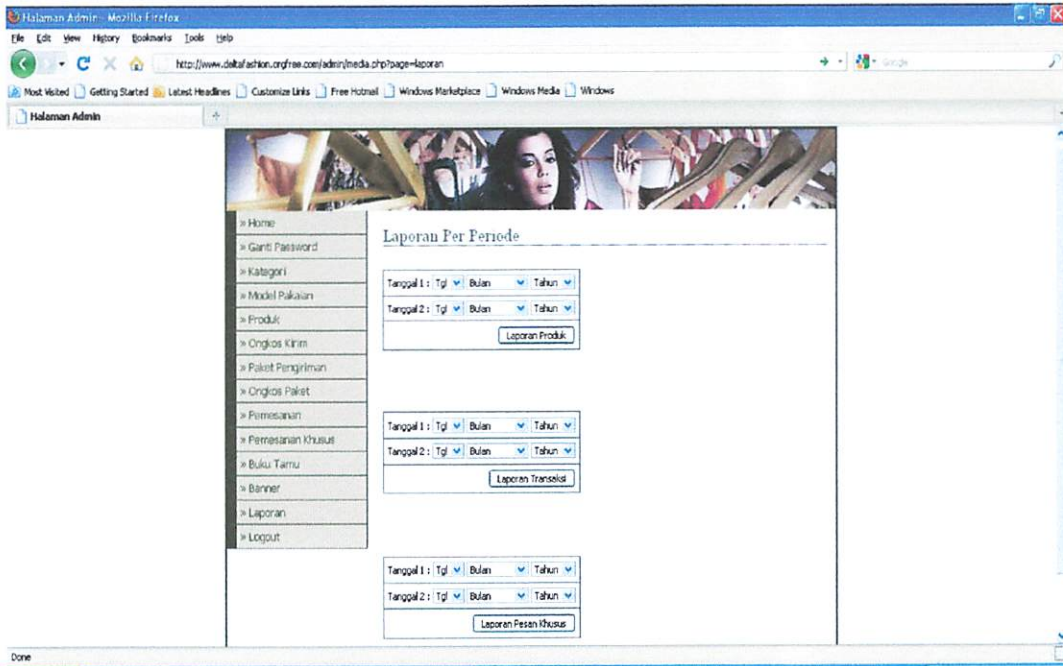 Halaman Admin - Mozilla Firefox
File Edit View History Bookmarks Tools Help
http://www.deltafashion.orgfree.com/admin/media.php?page=laporan
Google
Most Visited Getting Started Latest Headlines Customize Links Free Hotmail Windows Marketplace Windows Media Windows
Halaman Admin
» Home
» Ganti Password
» Kategori
» Model Pakaian
» Produk
» Ongkos Kirim
» Paket Pengiriman
» Ongkos Paket
» Pemesanan
» Pemesanan Khusus
» Buku Tamu
» Banner
» Laporan
» Logout
Laporan Per Periode
Tanggal 1 : Tgl Bulan Tahun
Tanggal 2 : Tgl Bulan Tahun
Laporan Produk
Tanggal 1 : Tgl Bulan Tahun
Tanggal 2 : Tgl Bulan Tahun
Laporan Transaksi
Tanggal 1 : Tgl Bulan Tahun
Tanggal 2 : Tgl Bulan Tahun
Laporan Pesan Khusus
Done